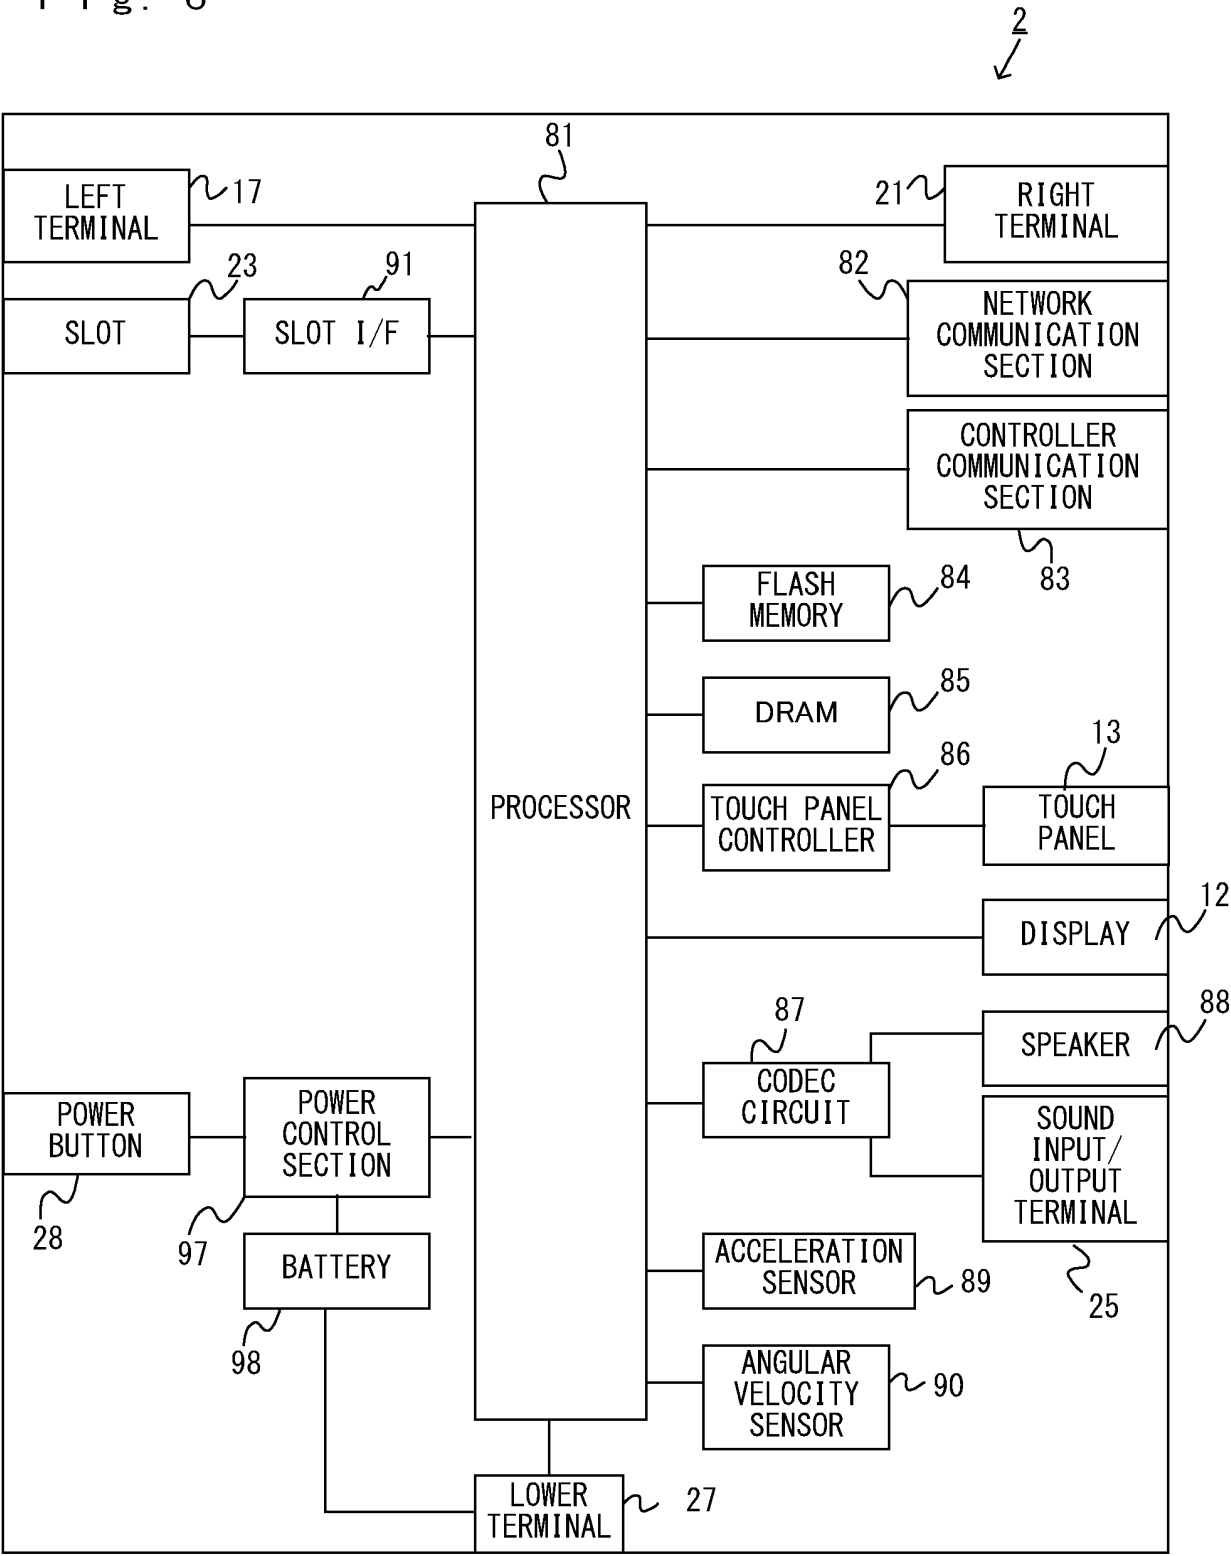 2
81
LEFT
TERMINAL
17
21
RIGHT
TERMINAL
23
91
82
SLOT
SLOT I/F
NETWORK
COMMUNICATION
SECTION
CONTROLLER
COMMUNICATION
SECTION
83
FLASH
MEMORY
84
DRAM
85
86
13
PROCESSOR
TOUCH PANEL
CONTROLLER
TOUCH
PANEL
12
DISPLAY
87
88
SPEAKER
CODEC
CIRCUIT
POWER
BUTTON
28
POWER
CONTROL
SECTION
97
SOUND
INPUT/
OUTPUT
TERMINAL
25
BATTERY
98
ACCELERATION
SENSOR
89
ANGULAR
VELOCITY
SENSOR
90
LOWER
TERMINAL
27